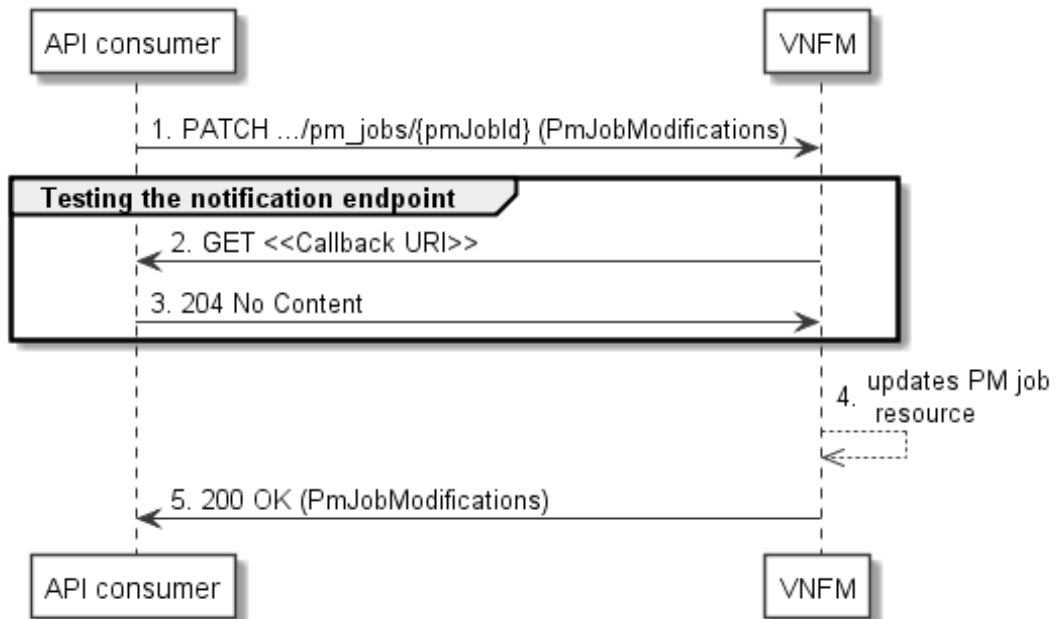 API consumer
VNFM
1. PATCH .../pm_jobs/{pmJobId} (PmJobModifications)
Testing the notification endpoint
2. GET <<Callback URI>>
3. 204 No Content
4. updates PM job
resource
5. 200 OK (PmJobModifications)
API consumer
VNFM